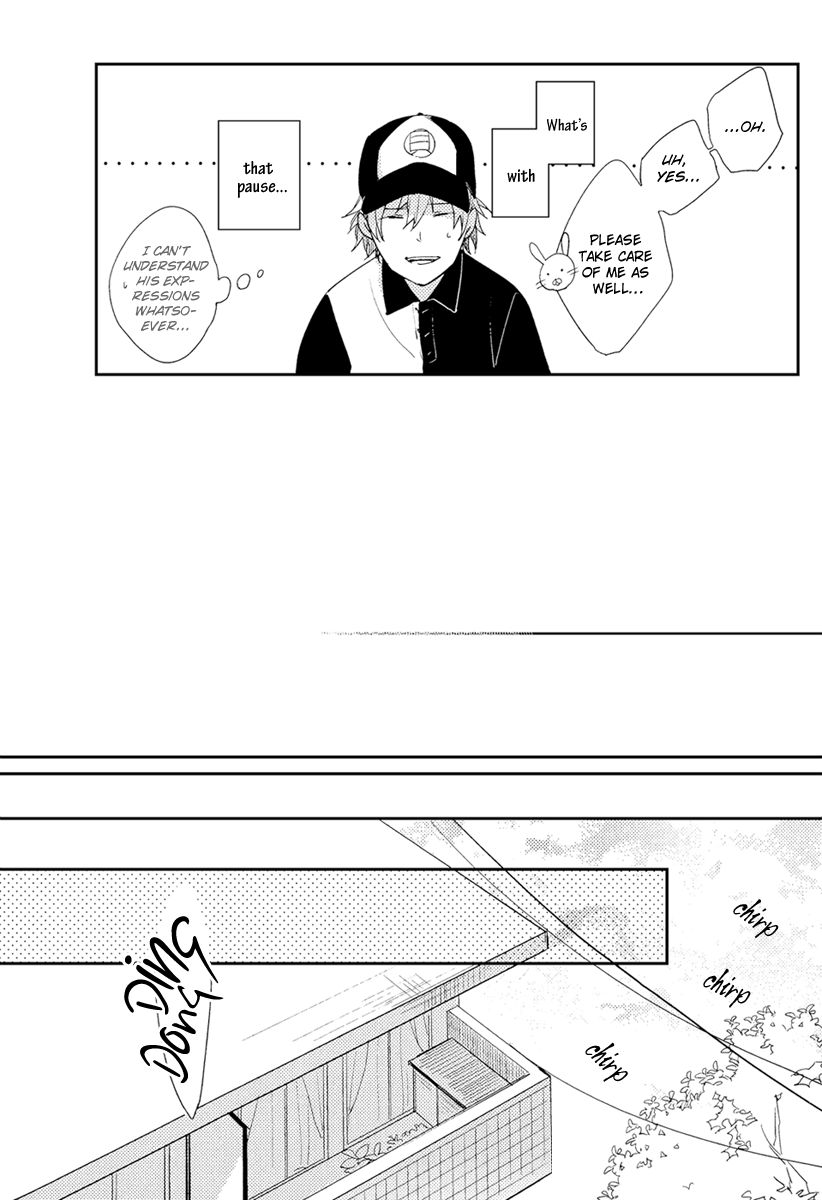 ...OH.
UH,
YES...
PLEASE
TAKE CARE
OF ME AS
WELL...
What's
with
that
pause...
I CAN'T
UNDERSTAND
HIS EXP-
RESSIONS
WHATSO-
EVER...
chirp
chirp
chirp
Ding
Dong